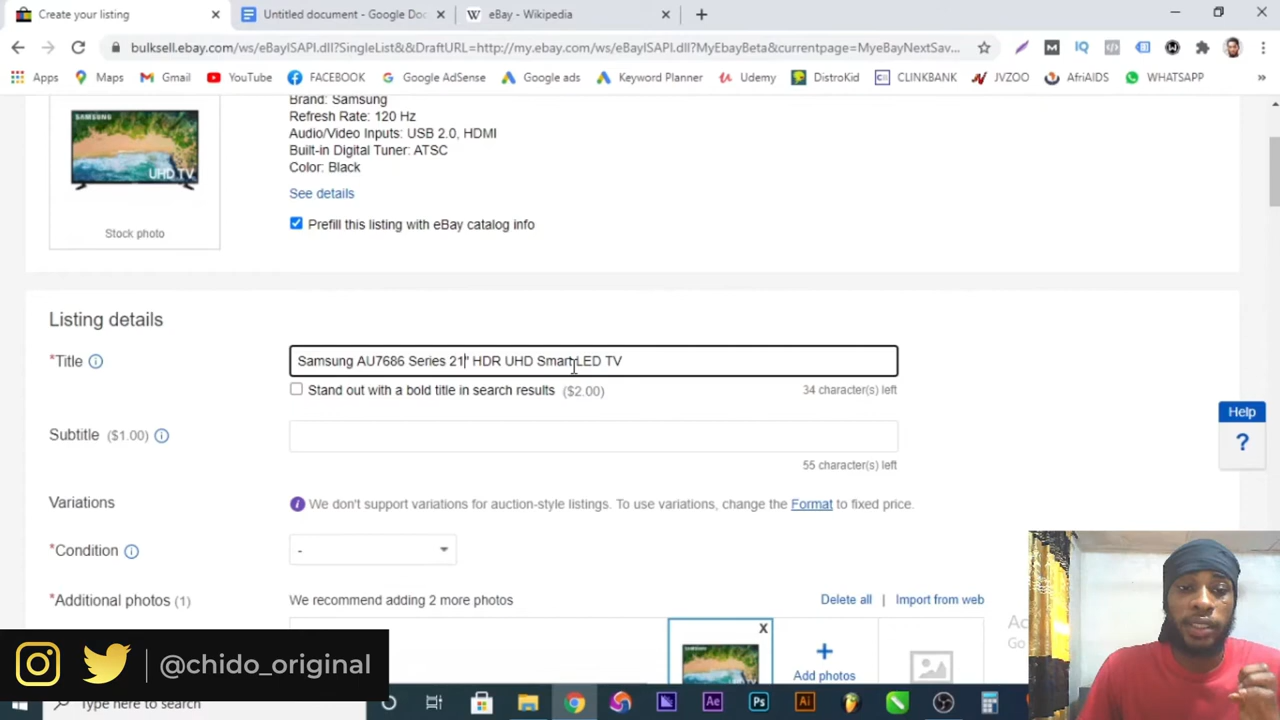 Create your listing
Untitled document - Google Doc
eBay - Wikipedia
bulksell.ebay.com/ws/eBayISAPI.dll?SingleList&&DraftURL=http://my.ebay.com/ws/eBayISAPI.dll?MyEbayBeta&currentpage=MyeBayNextSav...
Apps Maps Gmail YouTube FACEBOOK Google AdSense Google ads Keyword Planner Udemy DistroKid CLINKBANK JVZOO AfriAIDS WHATSAPP »
SAMSUNG
UHD TV
Stock photo
Brand: Samsung
Refresh Rate: 120 Hz
Audio/Video Inputs: USB 2.0, HDMI
Built-in Digital Tuner: ATSC
Color: Black
See details
Prefill this listing with eBay catalog info
Listing details
*Title
Samsung AU7686 Series 21" HDR UHD Smart LED TV
Stand out with a bold title in search results ($2.00)
34 character(s) left
Subtitle ($1.00)
55 character(s) left
Variations
We don't support variations for auction-style listings. To use variations, change the Format to fixed price.
*Condition
-
*Additional photos (1)
We recommend adding 2 more photos
Delete all | Import from web
X
Add photos
Help
?
@chido_original
Type here to search
Ae Ps Ai